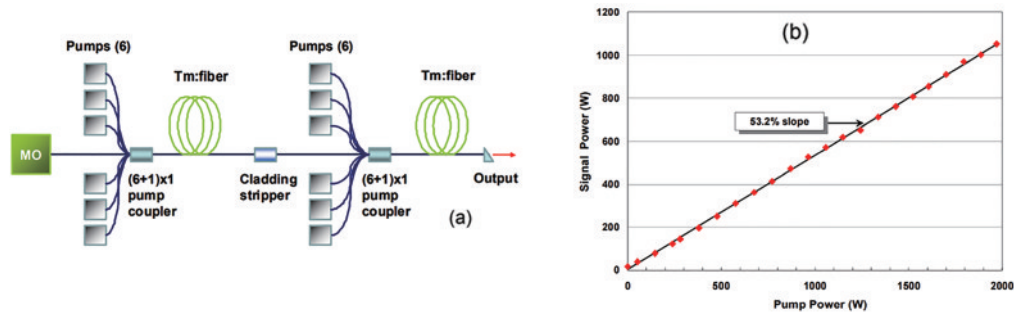 Pumps (6)
Pumps (6)
Tm:fiber
Tm:fiber
MO
(6+1)x1
pump
coupler
Cladding
stripper
(6+1)x1
pump
coupler
Output
(a)
(b)
1200
1000
800
600
400
200
0
Signal Power (W)
53.2% slope
0
500
1000
1500
2000
Pump Power (W)